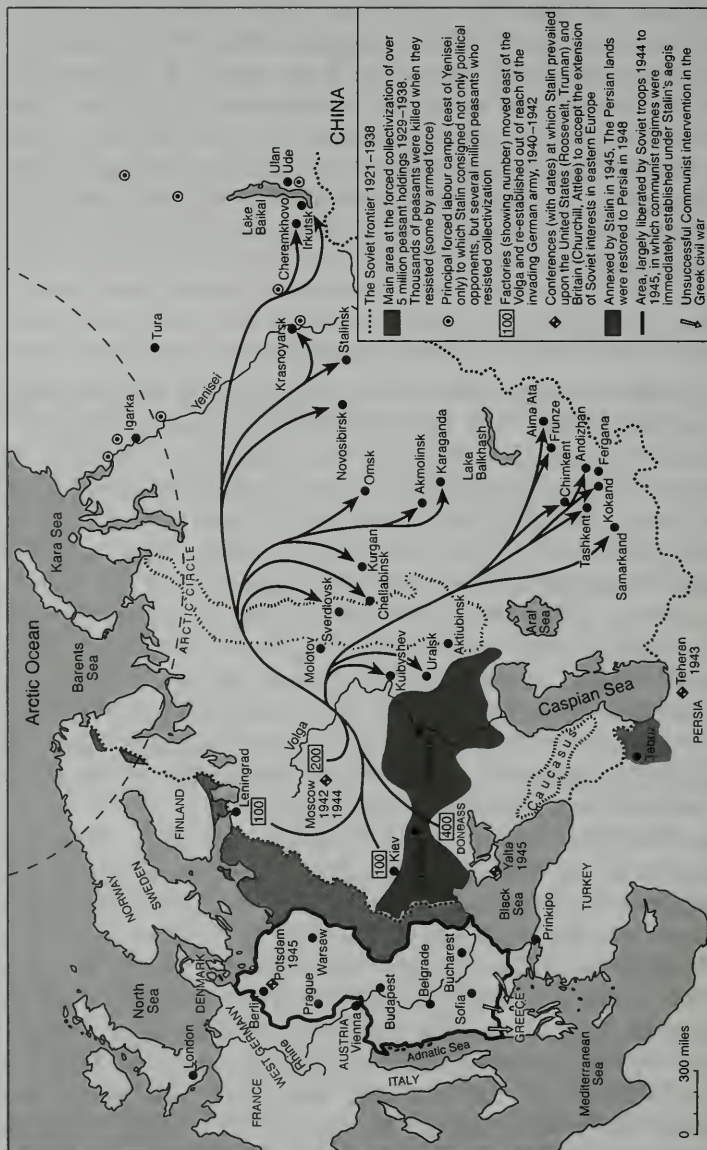 Arctic Ocean
Barents
Sea
Kara Sea
ARCTIC CIRCLE
Igarka
Tura
Yenisei
NORWAY
SWEDEN
FINLAND
Leningrad
100
North
Sea
DENMARK
London
FRANCE
WEST GERMANY
Rhine
Berlin
Potsdam
1945
Prague
Warsaw
AUSTRIA
Vienna
Budapest
Belgrade
Bucharest
Sofia
Adriatic Sea
ITALY
GREECE
Mediterranean
Sea
Moscow
1942
1944
200
Volga
100
Kiev
400
DONBASS
Yalta
1945
Black
Sea
Prinkipo
TURKEY
Caucasus
Tabriz
PERSIA
Teheran
1943
Caspian Sea
Aral
Sea
Molotov
Sverdlovsk
Chellabinsk
Kurgan
Kuibyshev
Uralsk
Aktiubinsk
Omsk
Akmolinsk
Karaganda
Novosibirsk
Stalinsk
Krasnoyarsk
Cheremkhovo
Irkutsk
Lake
Baikal
Ulan
Ude
CHINA
Lake
Balkhash
Alma Ata
Frunze
Chimkent
Andizhan
Tashkent
Fergana
Kokand
Samarkand
0 300 miles
The Soviet frontier 1921–1938
Main area at the forced collectivization of over
5 million peasant holdings 1929–1938.
Thousands of peasants were killed when they
resisted (some by armed force)
Principal forced labour camps (east of Yenisei
only) to which Stalin consigned not only political
opponents, but several million peasants who
resisted collectivization
100 Factories (showing number) moved east of the
Volga and re-established out of reach of the
invading German army, 1940–1942
Conferences (with dates) at which Stalin prevailed
upon the United States (Roosevelt, Truman) and
Britain (Churchill, Attlee) to accept the extension
of Soviet interests in eastern Europe
Annexed by Stalin in 1945. The Persian lands
were restored to Persia in 1948
Area, largely liberated by Soviet troops 1944 to
1945, in which communist regimes were
immediately established under Stalin's aegis
Unsuccessful Communist intervention in the
Greek civil war